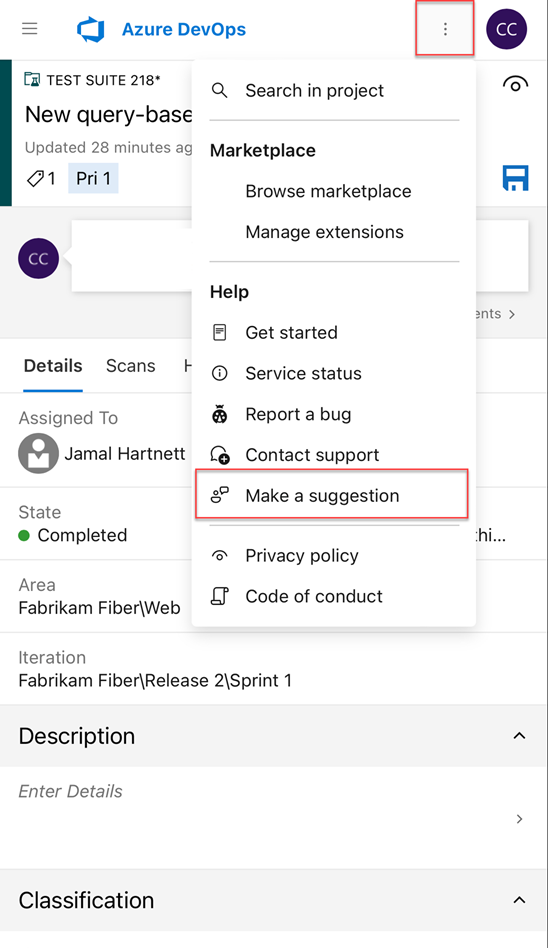 Azure DevOps
CC
TEST SUITE 218*
New query-base
Updated 28 minutes ag
1 Pri 1
CC
ents
Search in project
Marketplace
Browse marketplace
Manage extensions
Help
Get started
Service status
Report a bug
Contact support
Make a suggestion
Privacy policy
Code of conduct
Details Scans H
Assigned To
Jamal Hartnett
State
Completed
thi...
Area
Fabrikam Fiber\Web
Iteration
Fabrikam Fiber\Release 2\Sprint 1
Description
Enter Details
Classification